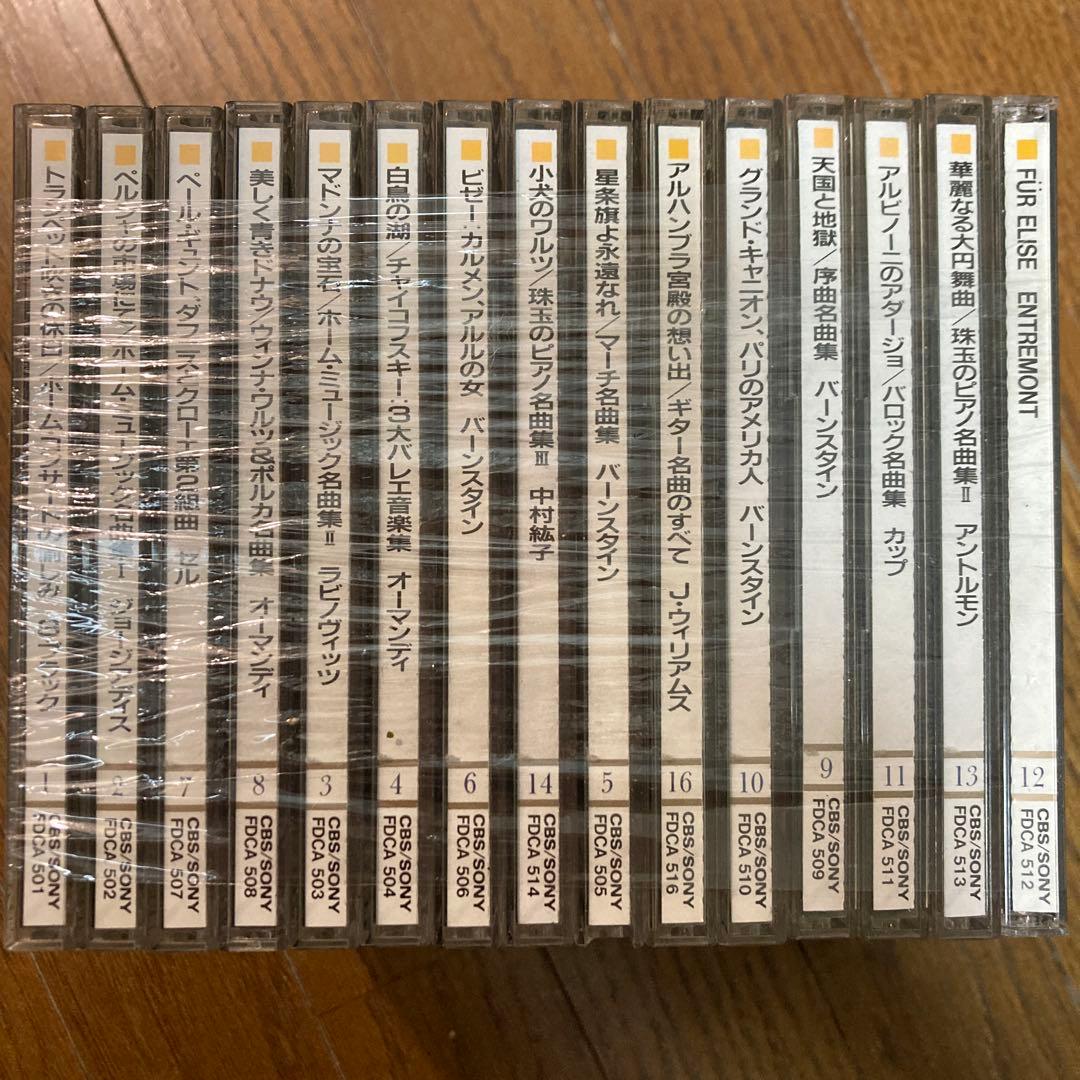 トランペット吹きの休日/ホームコンサートの愉しみ
1
CBS/SONY
FDCA 501
ペルシャの市場にて/ホーム・ミュージック名曲集I ジョージアディス
2
CBS/SONY
FDCA 502
ペール・ギュント、ダフニスとクローエ第2組曲 セル
7
CBS/SONY
FDCA 507
美しく青きドナウ/ウィンナ・ワルツ&ポルカ名曲集 オーマンディ
8
CBS/SONY
FDCA 508
マドンナの宝石/ホーム・ミュージック名曲集II ラビノヴィッツ
3
CBS/SONY
FDCA 503
白鳥の湖/チャイコフスキー:3大バレエ音楽集 オーマンディ
4
CBS/SONY
FDCA 504
ビゼー:カルメン、アルルの女 バーンスタイン
6
CBS/SONY
FDCA 506
小犬のワルツ/珠玉のピアノ名曲集III 中村紘子
14
CBS/SONY
FDCA 514
星条旗よ永遠なれ/マーチ名曲集 バーンスタイン
5
CBS/SONY
FDCA 505
アルハンブラ宮殿の想い出/ギター名曲のすべて J・ウィリアムス
16
CBS/SONY
FDCA 516
グランド・キャニオン、パリのアメリカ人 バーンスタイン
10
CBS/SONY
FDCA 510
天国と地獄/序曲名曲集 バーンスタイン
9
CBS/SONY
FDCA 509
アルビノーニのアダージョ/バロック名曲集 カップ
11
CBS/SONY
FDCA 511
華麗なる大円舞曲/珠玉のピアノ名曲集II アントルモン
13
CBS/SONY
FDCA 513
FÜR ELISE ENTREMONT
12
CBS/SONY
FDCA 512